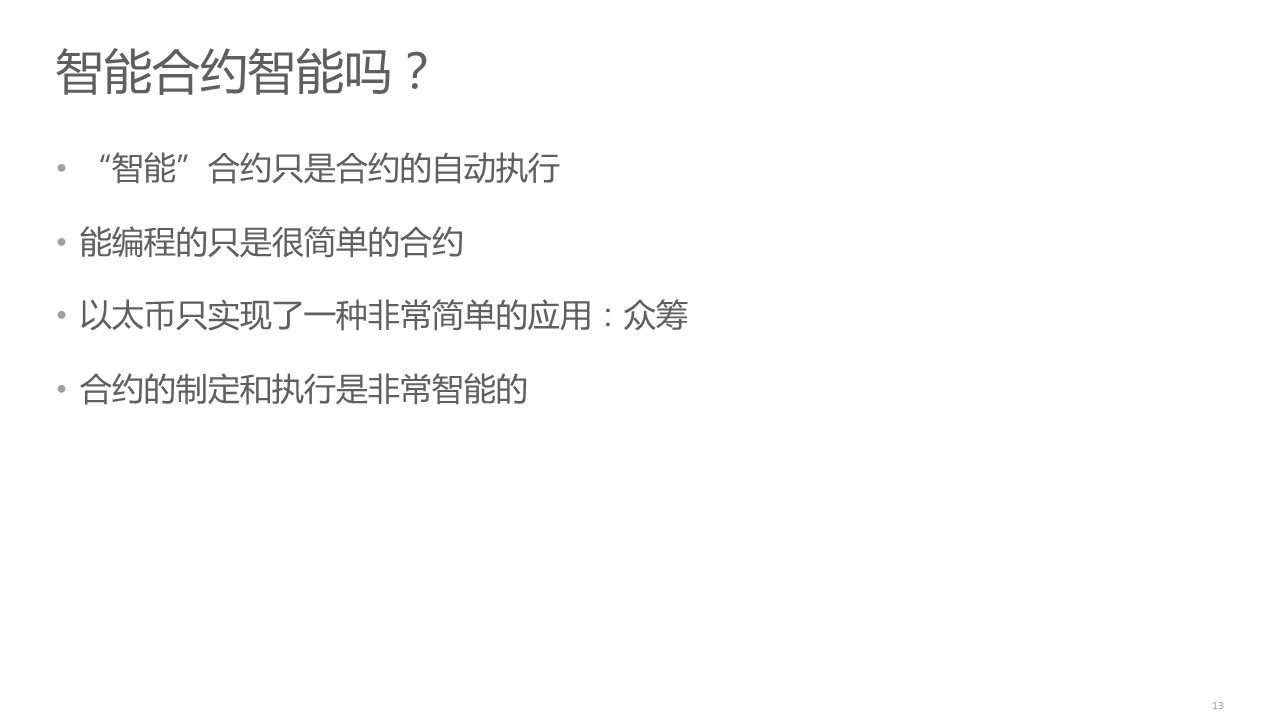 智能合约智能吗？
• “智能”合约只是合约的自动执行
• 能编程的只是很简单的合约
• 以太币只实现了一种非常简单的应用：众筹
• 合约的制定和执行是非常智能的
13